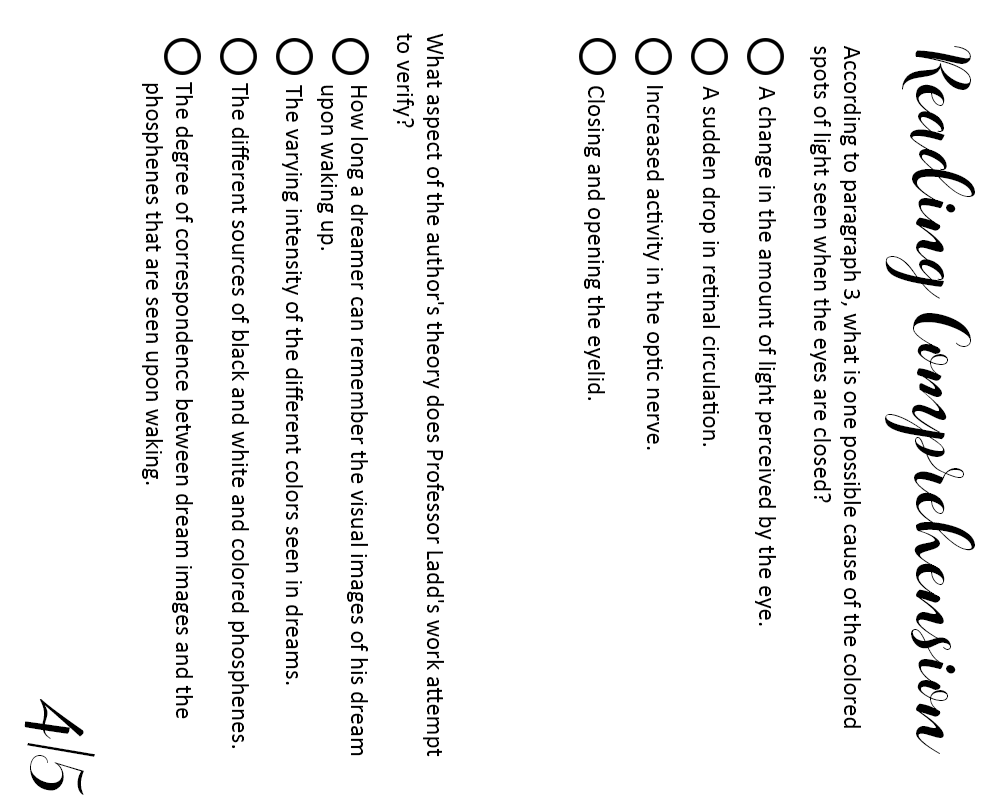 Reading Comprehension
According to paragraph 3, what is one possible cause of the colored
spots of light seen when the eyes are closed?
A change in the amount of light perceived by the eye.
A sudden drop in retinal circulation.
Increased activity in the optic nerve.
Closing and opening the eyelid.
What aspect of the author's theory does Professor Ladd's work attempt
to verify?
How long a dreamer can remember the visual images of his dream
upon waking up.
The varying intensity of the different colors seen in dreams.
The different sources of black and white and colored phosphenes.
The degree of correspondence between dream images and the
phosphenes that are seen upon waking.
4/5